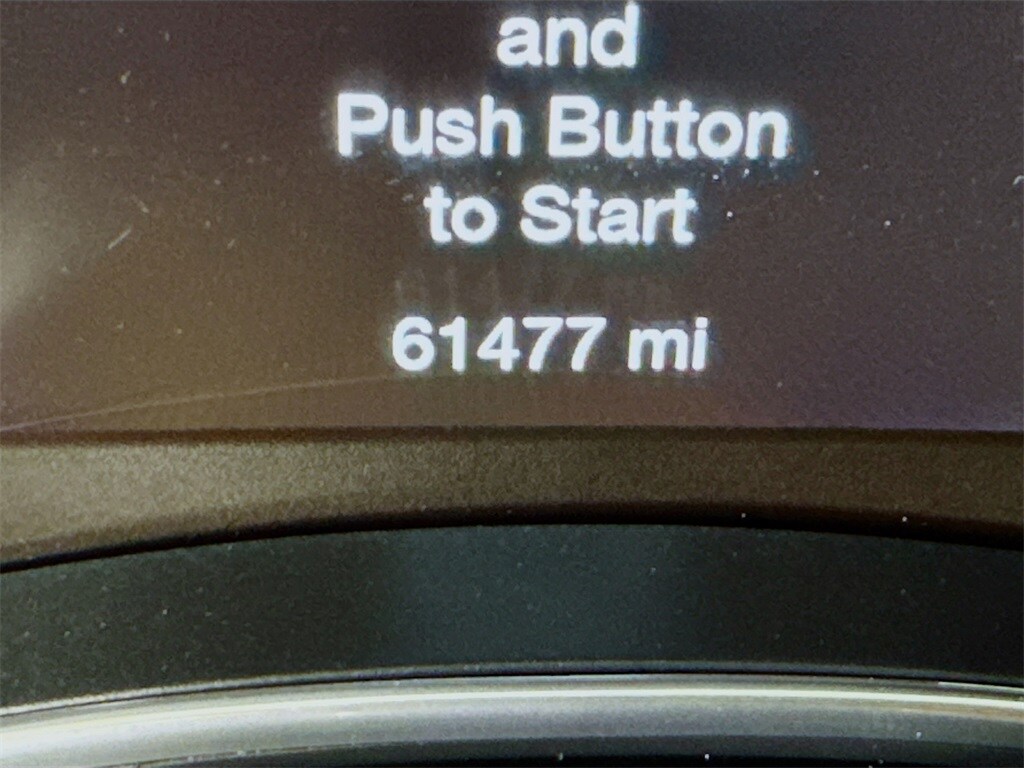 and
Push Button
to Start
61477 mi